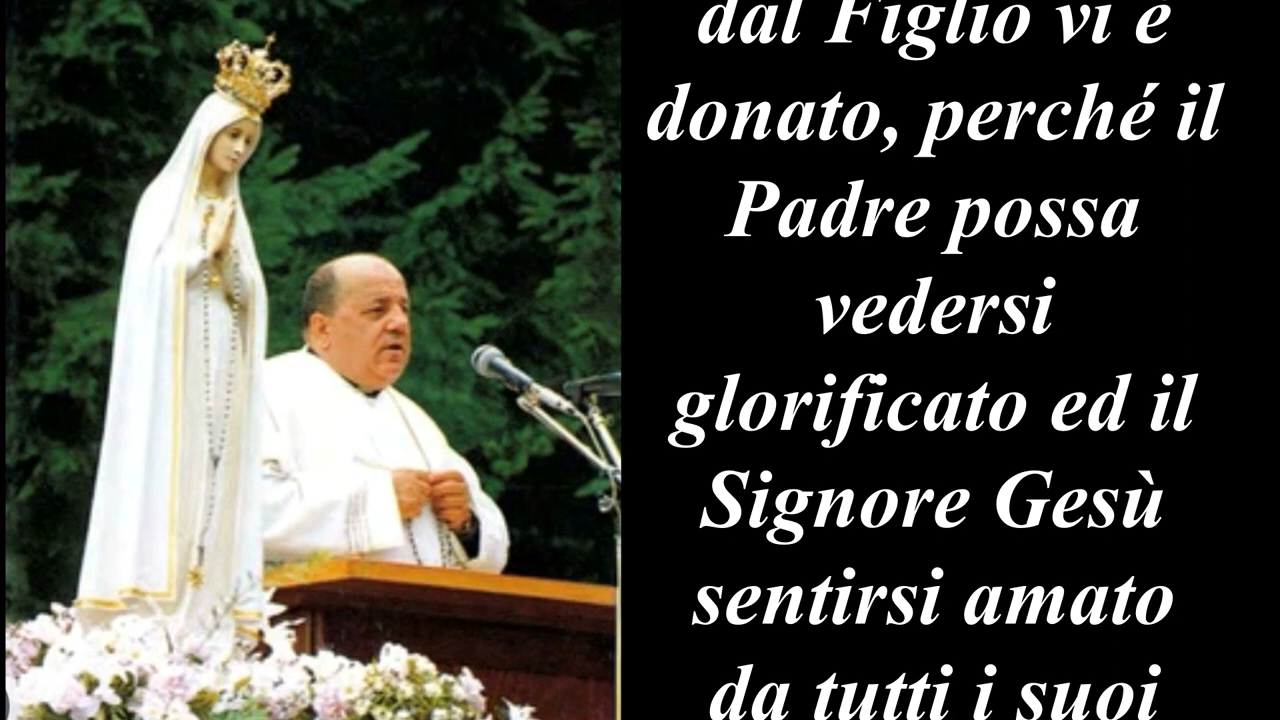 dal Figlio vi è
donato, perché il
Padre possa
vedersi
glorificato ed il
Signore Gesù
sentirsi amato
da tutti i suoi